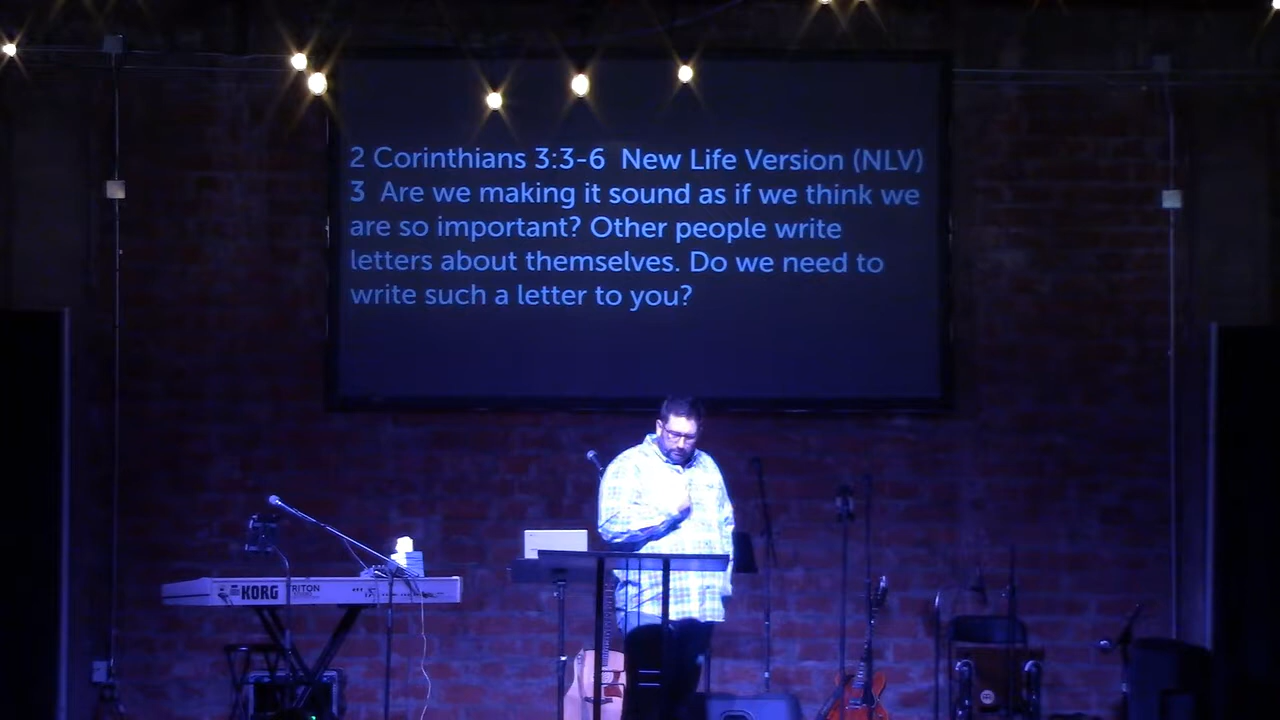 2 Corinthians 3:3-6 New Life Version (NLV)
3 Are we making it sound as if we think we
are so important? Other people write
letters about themselves. Do we need to
write such a letter to you?
KORG TRITON